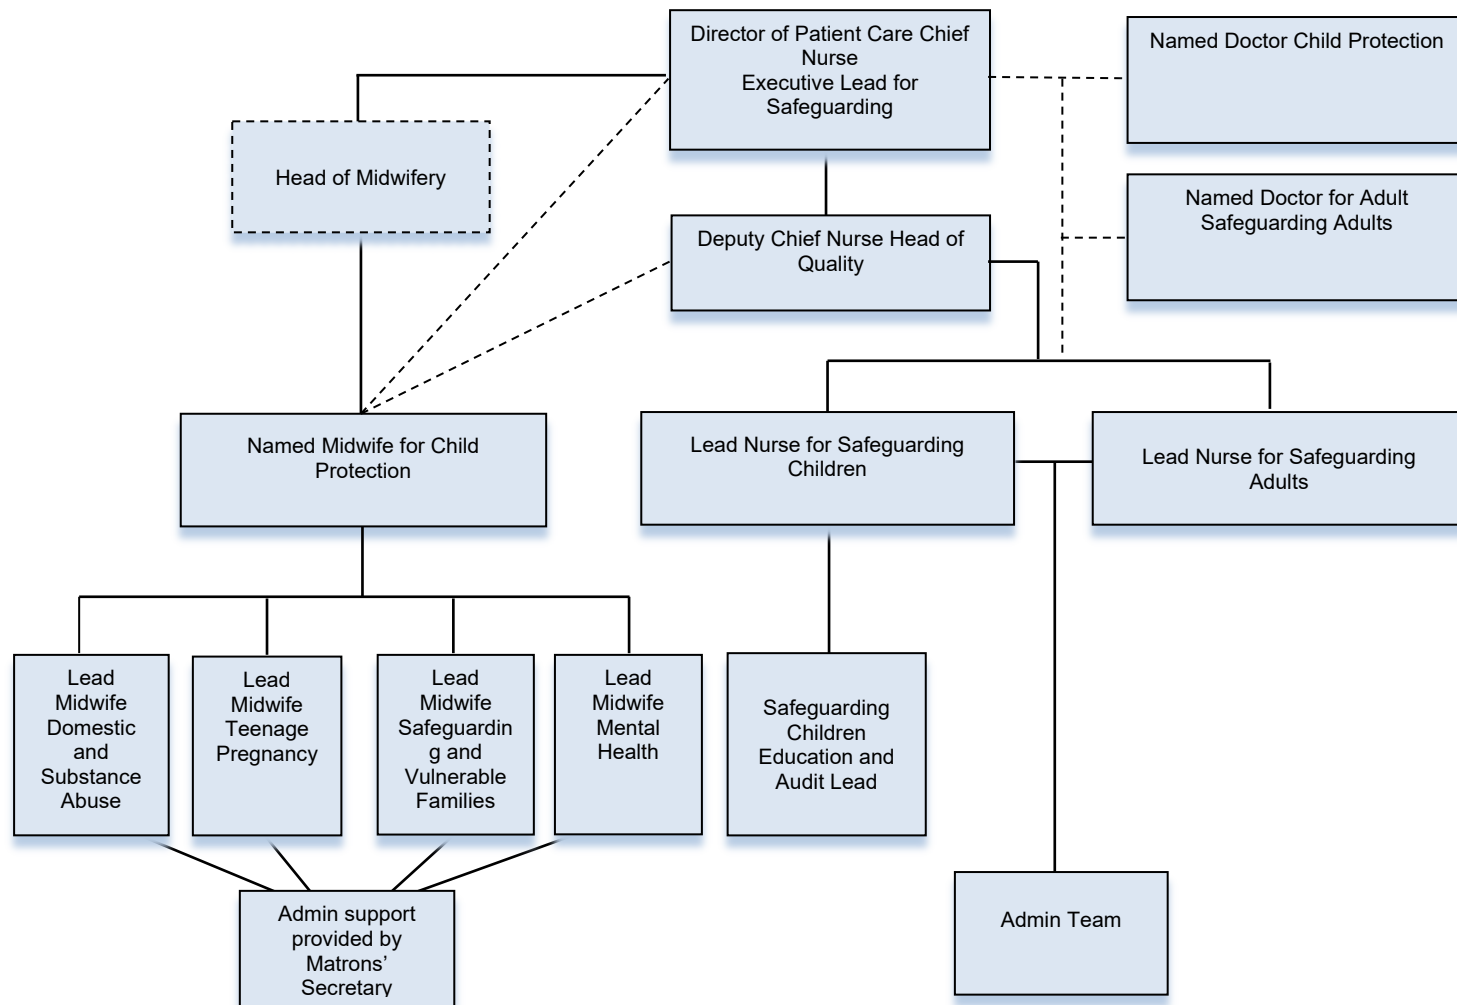 Director of Patient Care Chief
Nurse
Executive Lead for
Safeguarding
Named Doctor Child Protection
Head of Midwifery
Named Doctor for Adult
Safeguarding Adults
Deputy Chief Nurse Head of
Quality
Named Midwife for Child
Protection
Lead Nurse for Safeguarding
Children
Lead Nurse for Safeguarding
Adults
Lead
Midwife
Domestic
and
Substance
Abuse
Lead
Midwife
Teenage
Pregnancy
Lead
Midwife
Safeguardin
g and
Vulnerable
Families
Lead
Midwife
Mental
Health
Safeguarding
Children
Education and
Audit Lead
Admin support
provided by
Matrons’
Secretary
Admin Team